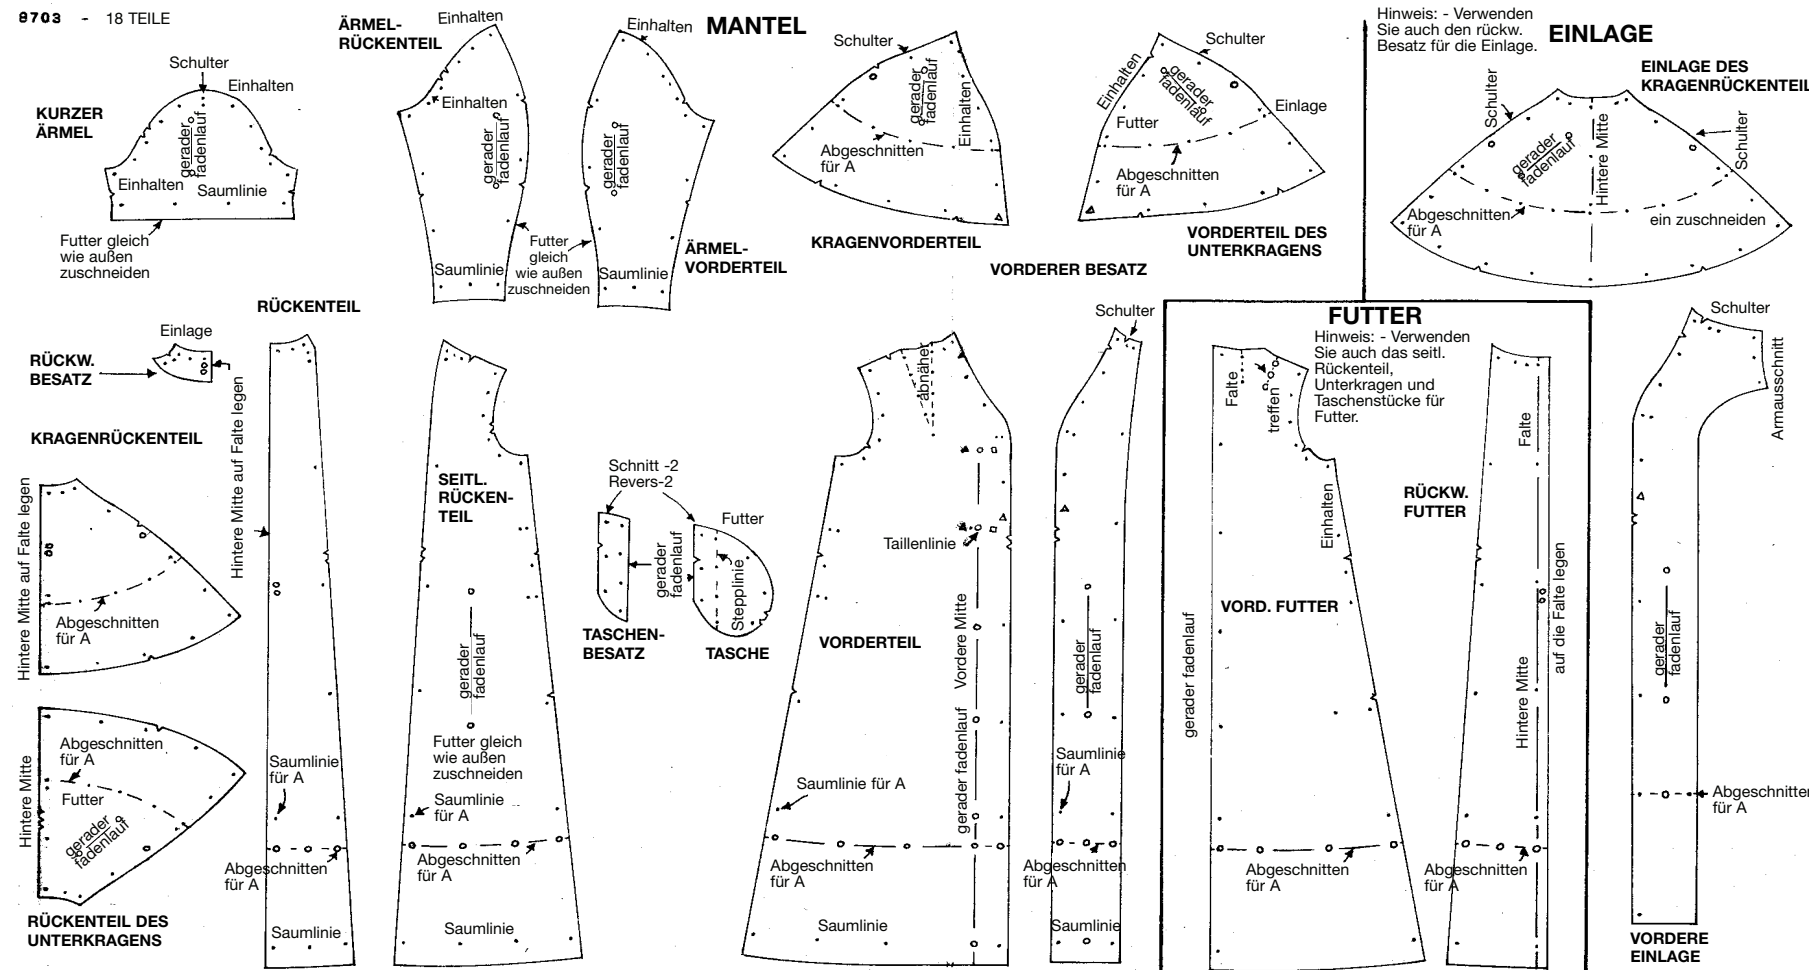 8703 - 18 TEILE
MANTEL
KURZER
ÄRMEL
Schulter
Einhalten
gerader
fadenlauf
Einhalten
Saumlinie
Futter gleich
wie außen
zuschneiden
ÄRMEL-
RÜCKENTEIL
Einhalten
Einhalten
gerader
fadenlauf
Saumlinie
Futter
gleich
wie außen
zuschneiden
Einhalten
gerader
fadenlauf
Saumlinie
ÄRMEL-
VORDERTEIL
Schulter
gerader
fadenlauf
Einhalten
Abgeschnitten
für A
KRAGENVORDERTEIL
Schulter
Einhalten
gerader
fadenlauf
Einlage
Futter
Abgeschnitten
für A
VORDERTEIL DES
UNTERKRAGENS
Hinweis: - Verwenden
Sie auch den rückw.
Besatz für die Einlage.
EINLAGE
EINLAGE DES
KRAGENRÜCKENTEIL
Schulter
gerader
fadenlauf
Hintere Mitte
Schulter
Abgeschnitten
für A
ein zuschneiden
RÜCKW.
BESATZ
Einlage
KRAGENRÜCKENTEIL
Hintere Mitte auf Falte legen
Abgeschnitten
für A
Hintere Mitte
Abgeschnitten
für A
Futter
gerader
fadenlauf
RÜCKENTEIL DES
UNTERKRAGENS
RÜCKENTEIL
Hintere Mitte auf Falte legen
Saumlinie
für A
Abgeschnitten
für A
Saumlinie
SEITL.
RÜCKEN-
TEIL
gerader
fadenlauf
Futter gleich
wie außen
zuschneiden
Saumlinie
für A
Abgeschnitten
für A
Saumlinie
Schnitt -2
Revers-2
TASCHEN-
BESATZ
gerader
fadenlauf
Futter
Stepplinie
TASCHE
abnäher
Taillenlinie
VORDERTEIL
Vordere Mitte
gerader fadenlauf
Saumlinie für A
Abgeschnitten
für A
Saumlinie
VORDERER BESATZ
Schulter
gerader
fadenlauf
Saumlinie
für A
Abgeschnitten
für A
Saumlinie
FUTTER
Hinweis: - Verwenden
Sie auch das seitl.
Rückenteil,
Unterkragen und
Taschenstücke für
Futter.
Falte
treffen
Einhalten
VORD. FUTTER
gerader fadenlauf
Abgeschnitten
für A
RÜCKW.
FUTTER
Falte
auf die Falte legen
Hintere Mitte
Abgeschnitten
für A
Schulter
Armausschnitt
gerader
fadenlauf
Abgeschnitten
für A
VORDERE
EINLAGE